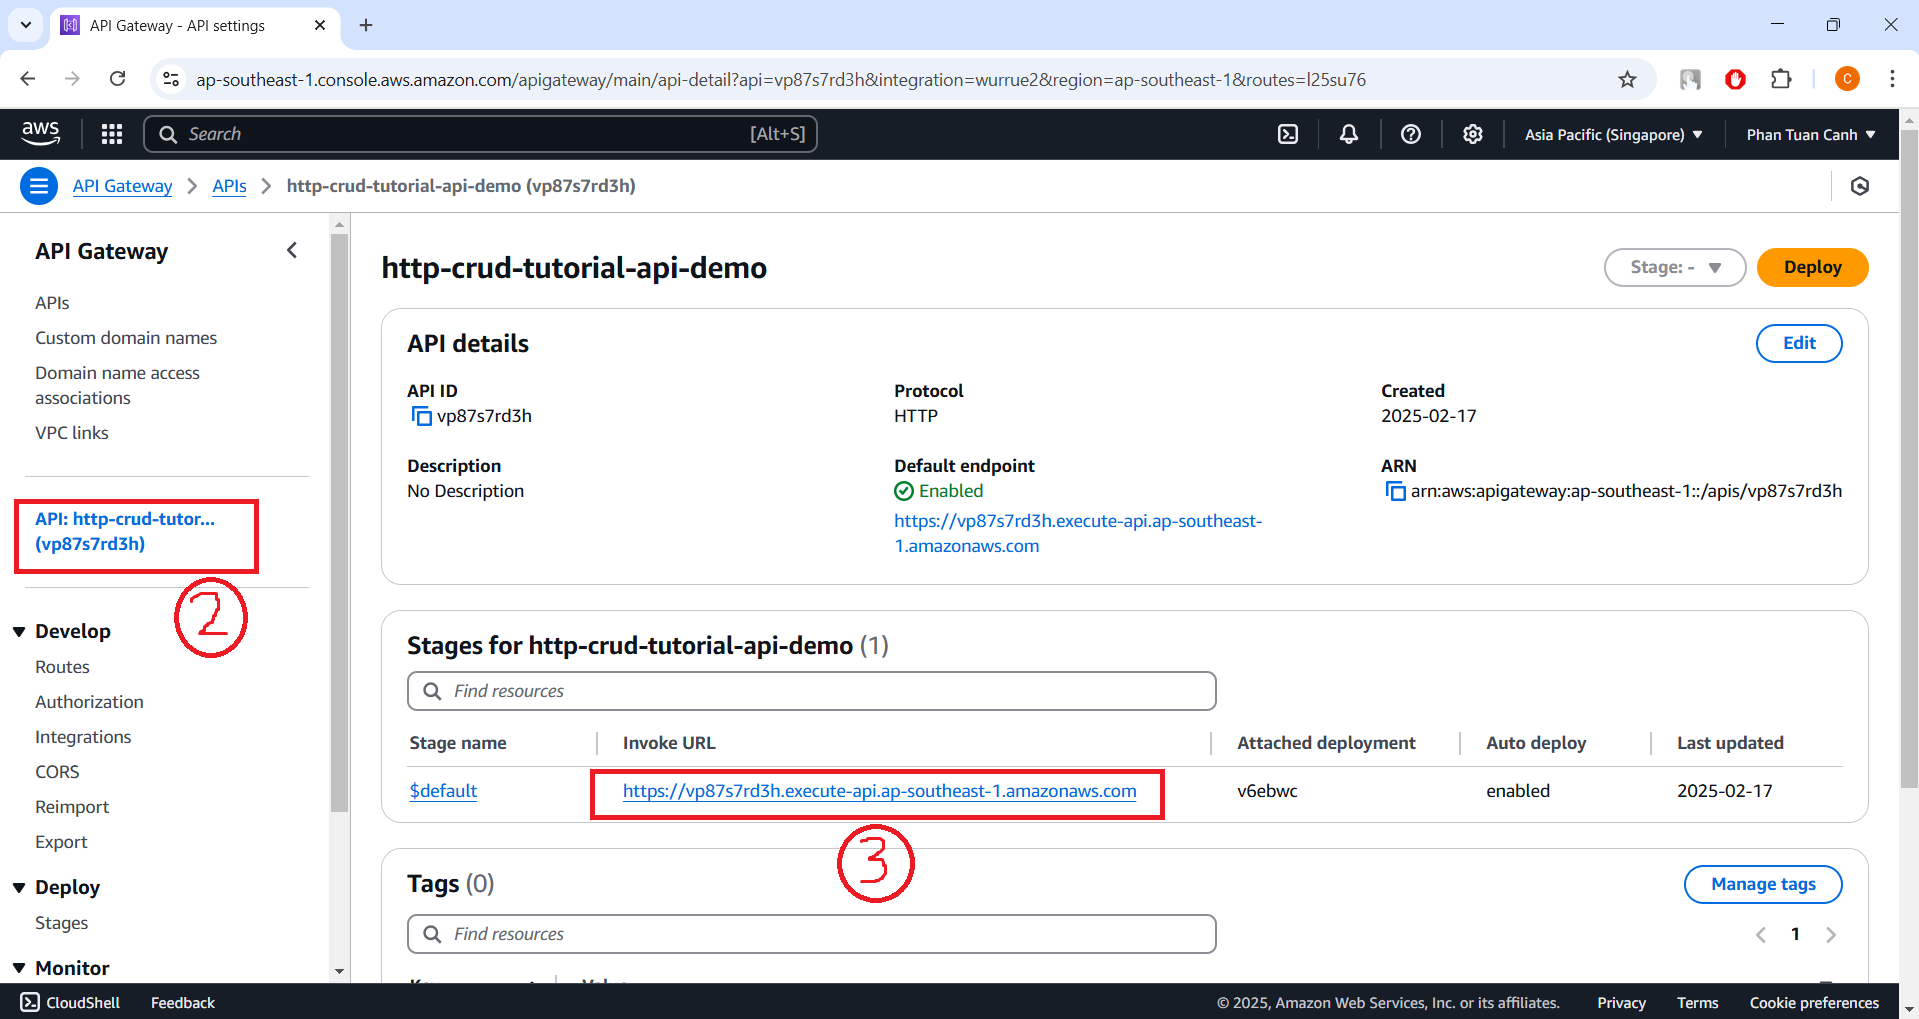 API Gateway - API settings
ap-southeast-1.console.aws.amazon.com/apigateway/main/api-detail?api=vp87s7rd3h&integration=wurrue2&region=ap-southeast-1&routes=l25su76
C
aws
Search
[Alt+S]
Asia Pacific (Singapore)
Phan Tuan Canh
API Gateway
APIs
http-crud-tutorial-api-demo (vp87s7rd3h)
API Gateway
APIs
Custom domain names
Domain name access
associations
VPC links
API: http-crud-tutor...
(vp87s7rd3h)
2
Develop
Routes
Authorization
Integrations
CORS
Reimport
Export
Deploy
Stages
Monitor
http-crud-tutorial-api-demo
Stage: -
Deploy
API details
Edit
API ID
vp87s7rd3h
Protocol
HTTP
Created
2025-02-17
Description
No Description
Default endpoint
Enabled
https://vp87s7rd3h.execute-api.ap-southeast-
1.amazonaws.com
ARN
arn:aws:apigateway:ap-southeast-1::/apis/vp87s7rd3h
Stages for http-crud-tutorial-api-demo (1)
Find resources
Stage name
Invoke URL
Attached deployment
Auto deploy
Last updated
$default
https://vp87s7rd3h.execute-api.ap-southeast-1.amazonaws.com
v6ebwc
enabled
2025-02-17
3
Tags (0)
Manage tags
Find resources
1
CloudShell
Feedback
© 2025, Amazon Web Services, Inc. or its affiliates.
Privacy
Terms
Cookie preferences